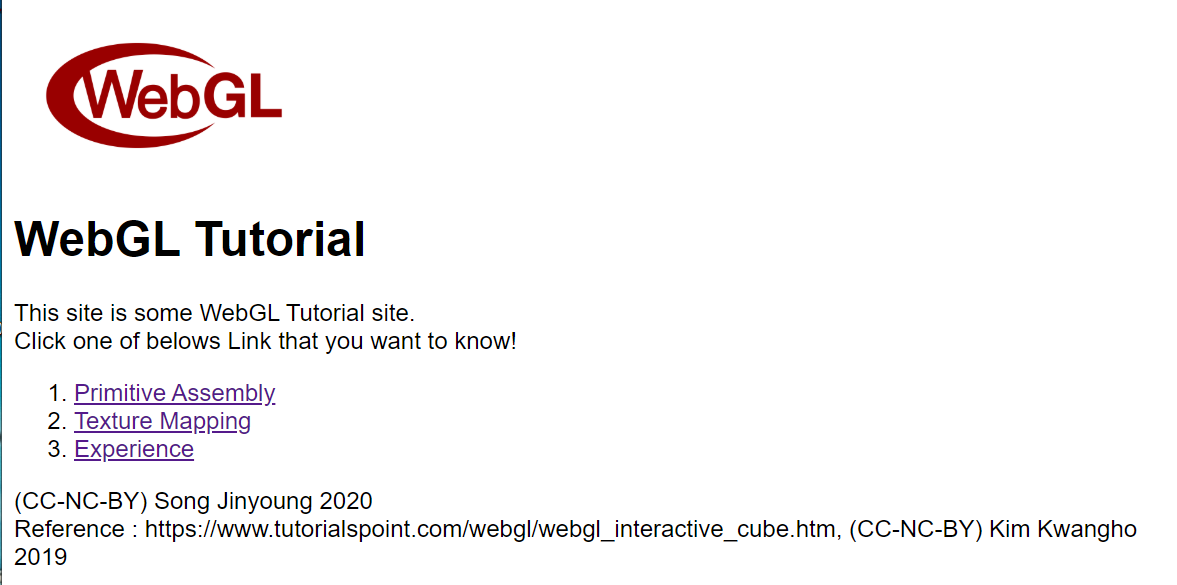 WebGL
WebGL Tutorial
This site is some WebGL Tutorial site.
Click one of belows Link that you want to know!
1. Primitive Assembly
2. Texture Mapping
3. Experience
(CC-NC-BY) Song Jinyoung 2020
Reference : https://www.tutorialspoint.com/webgl/webgl_interactive_cube.htm, (CC-NC-BY) Kim Kwangho
2019